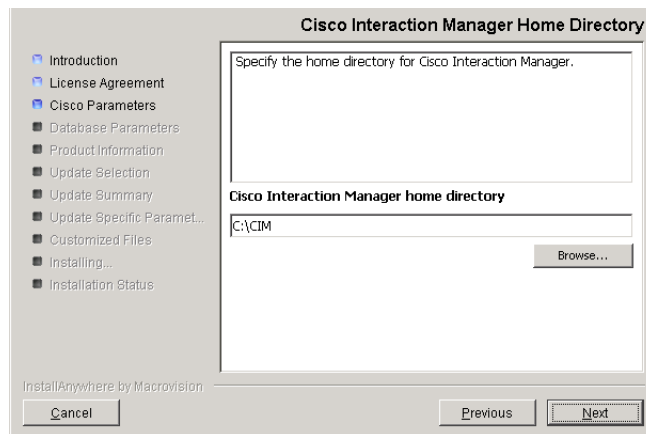 Cisco Interaction Manager Home Directory
Introduction
License Agreement
Cisco Parameters
Database Parameters
Product Information
Update Selection
Update Summary
Update Specific Paramet...
Customized Files
Installing...
Installation Status
Specify the home directory for Cisco Interaction Manager.
Cisco Interaction Manager home directory
C:\CIM
Browse...
InstallAnywhere by Macrovision
Cancel
Previous
Next